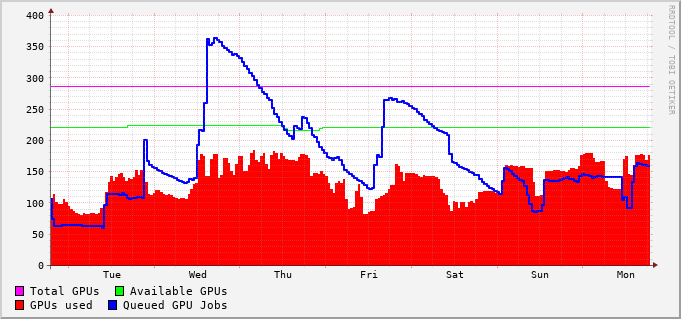 RRDTOOL / TOBI OETIKER
400
350
300
250
200
150
100
50
0
Tue Wed Thu Fri Sat Sun Mon
Total GPUs Available GPUs
GPUs used Queued GPU Jobs